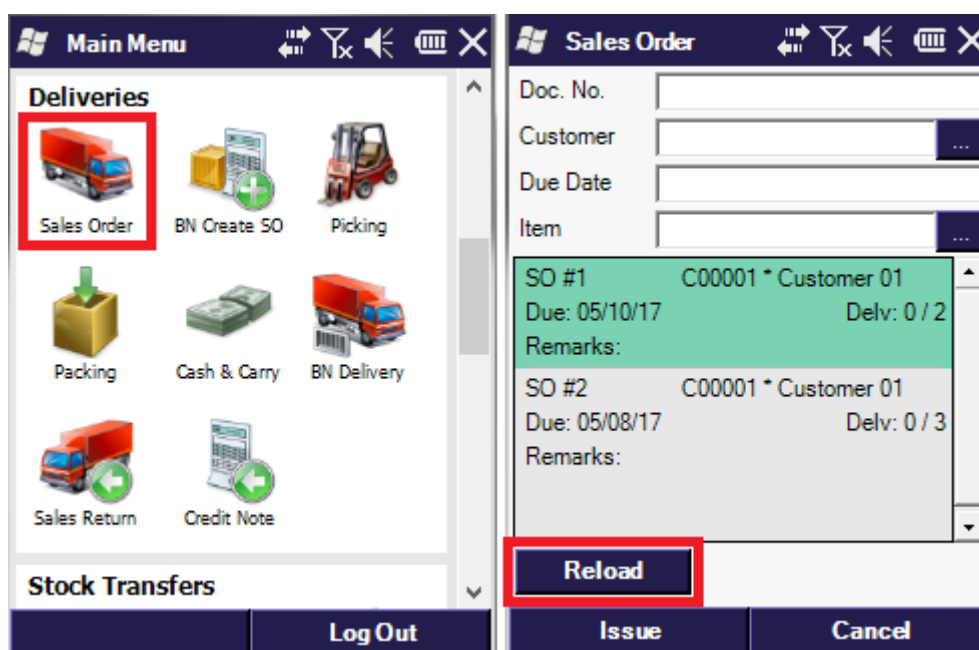 Main Menu
Deliveries
Sales Order
BN Create SO
Picking
Packing
Cash & Carry
BN Delivery
Sales Return
Credit Note
Stock Transfers
Log Out
Sales Order
Doc. No.
Customer
...
Due Date
Item
...
SO #1 C00001 * Customer 01
Due: 05/10/17 Delv: 0 / 2
Remarks:
SO #2 C00001 * Customer 01
Due: 05/08/17 Delv: 0 / 3
Remarks:
Reload
Issue Cancel